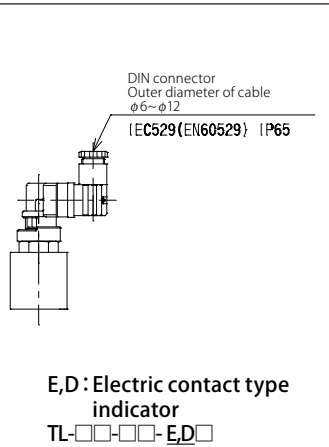 DIN connector
Outer diameter of cable
φ6~φ12
IEC529(EN60529) IP65
E,D：Electric contact type
indicator
TL-□□-□□-E,D□